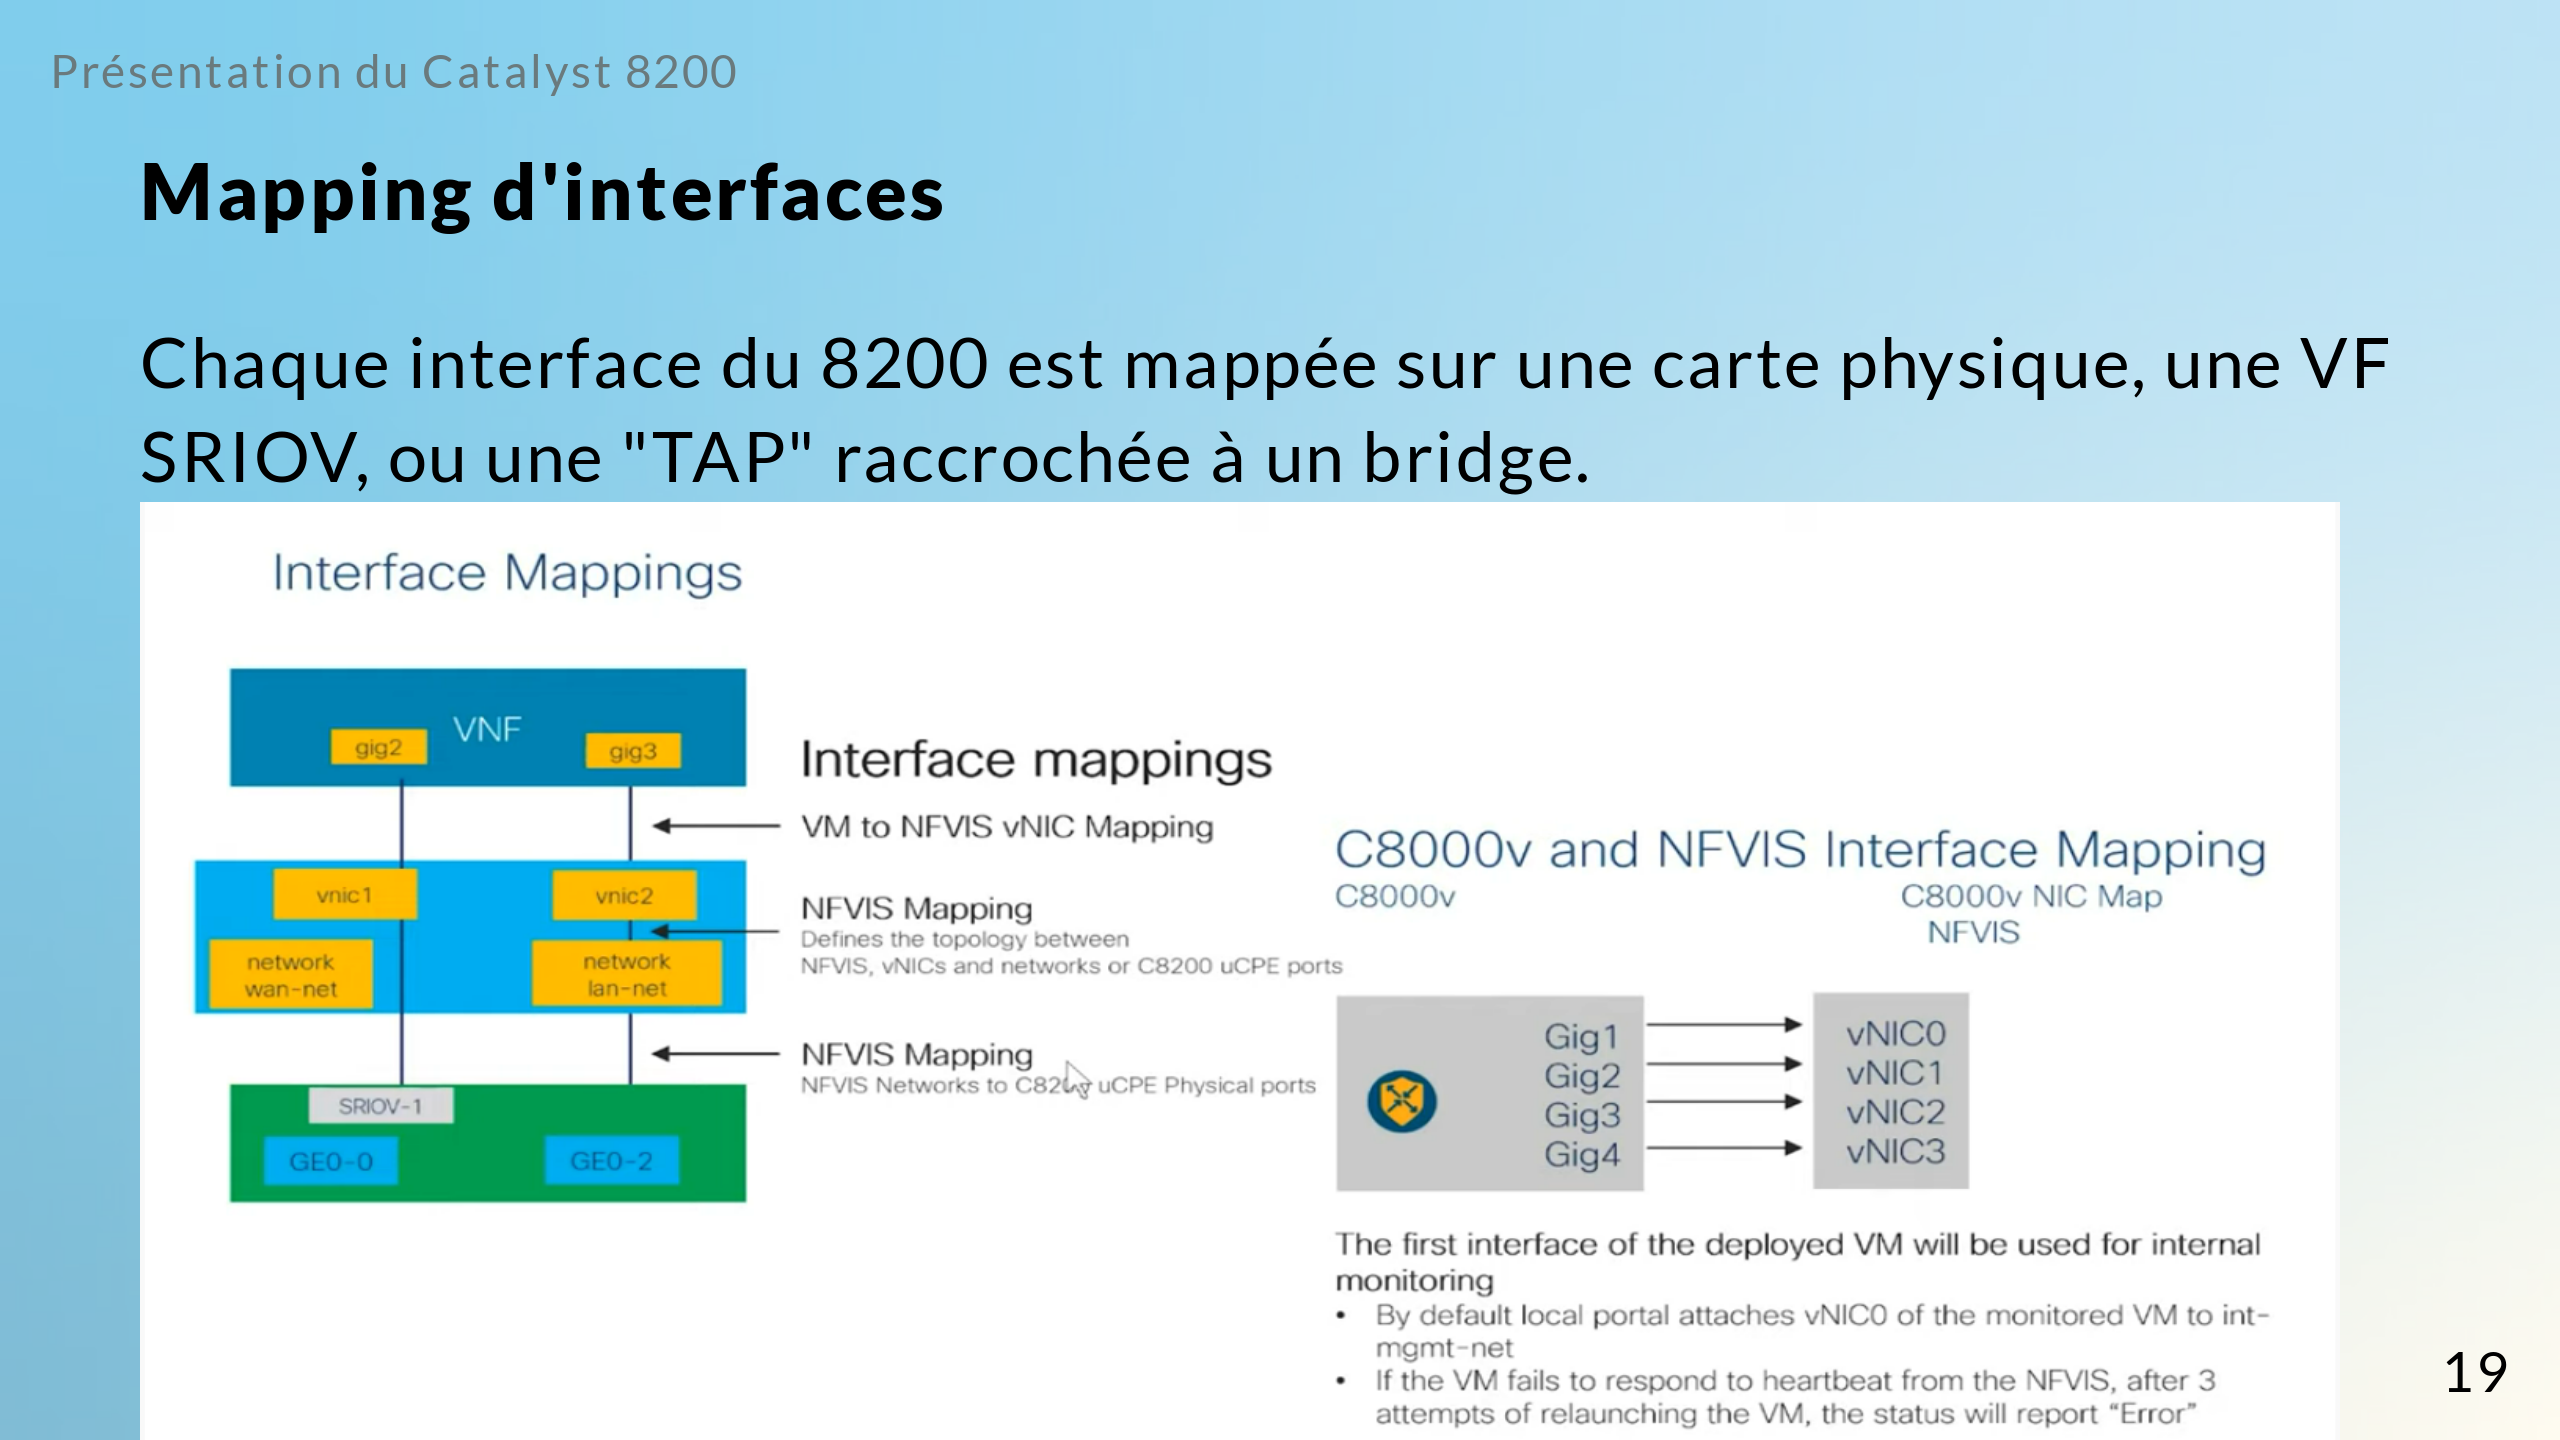 Présentation du Catalyst 8200
Mapping d'interfaces
Chaque interface du 8200 est mappée sur une carte physique, une VF
SRIOV, ou une "TAP" raccrochée à un bridge.
Interface Mappings
VNF
gig2
gig3
vnic1
vnic2
network
wan-net
network
lan-net
SRIOV-1
GE0-0
GE0-2
Interface mappings
VM to NFVIS vNIC Mapping
NFVIS Mapping
Defines the topology between
NFVIS, vNICs and networks or C8200 uCPE ports
NFVIS Mapping
NFVIS Networks to uCPE Physical ports
C8000v and NFVIS Interface Mapping
C8000v
C8000v NIC Map
NFVIS
Gig1
Gig2
Gig3
Gig4
vNIC0
vNIC1
vNIC2
vNIC3
The first interface of the deployed VM will be used for internal
monitoring
• By default local portal attaches vNIC0 of the monitored VM to int-
mgmt-net
• If the VM fails to respond to heartbeat from the NFVIS, after 3
attempts of relaunching the VM, the status will report “Error”
19